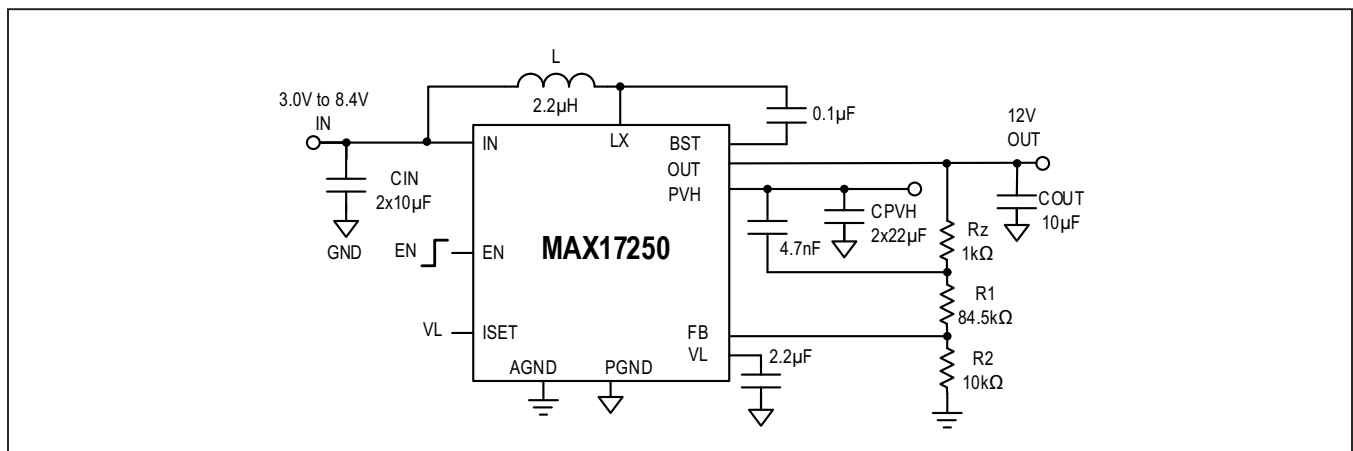 L
2.2µH
3.0V to 8.4V
IN
0.1µF
12V
OUT
IN
LX
BST
OUT
PVH
CIN
2x10µF
GND
CPVH
2x22µF
COUT
10µF
Rz
1kΩ
4.7nF
EN
EN
MAX17250
R1
84.5kΩ
VL
ISET
FB
VL
2.2µF
R2
10kΩ
AGND
PGND